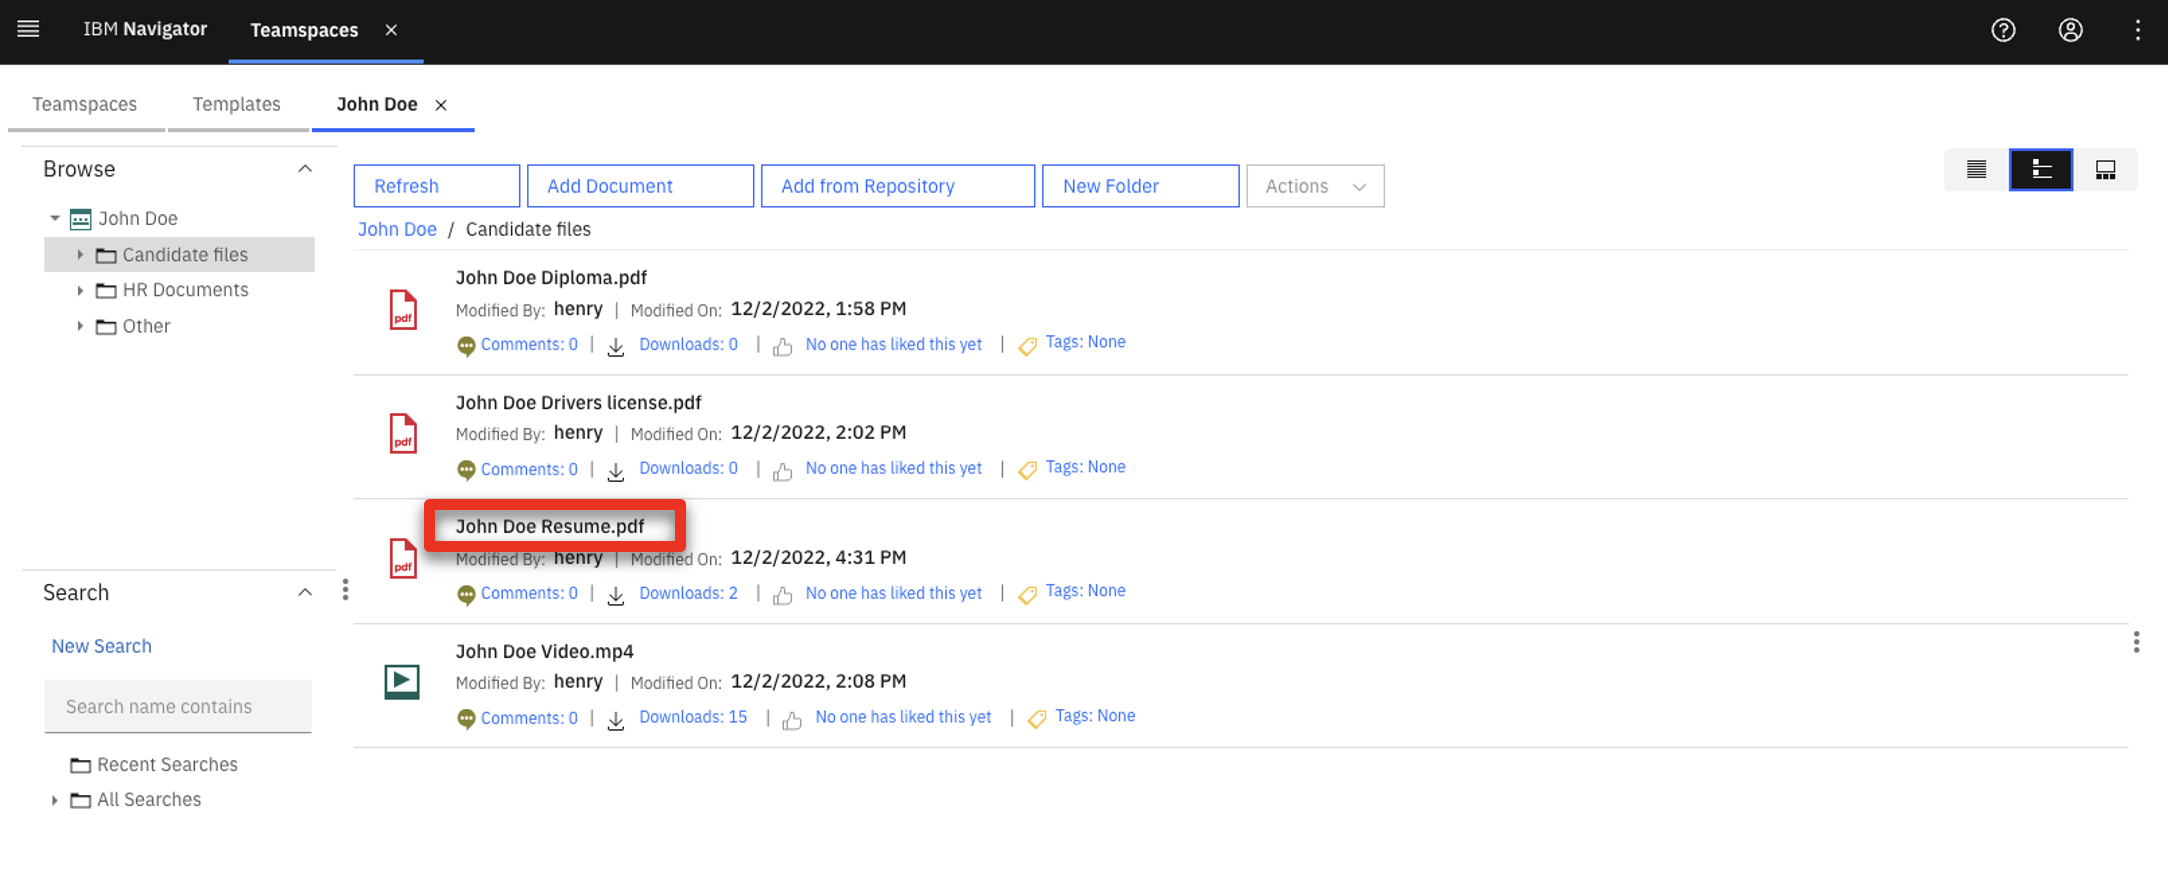 IBM Navigator
Teamspaces
Teamspaces
Templates
John Doe
Browse
John Doe
Candidate files
HR Documents
Other
Search
New Search
Search name contains
Recent Searches
All Searches
Refresh
Add Document
Add from Repository
New Folder
Actions
John Doe / Candidate files
pdf
John Doe Diploma.pdf
Modified By: henry | Modified On: 12/2/2022, 1:58 PM
Comments: 0 | Downloads: 0 | No one has liked this yet | Tags: None
pdf
John Doe Drivers license.pdf
Modified By: henry | Modified On: 12/2/2022, 2:02 PM
Comments: 0 | Downloads: 0 | No one has liked this yet | Tags: None
pdf
John Doe Resume.pdf
Modified By: henry | Modified On: 12/2/2022, 4:31 PM
Comments: 0 | Downloads: 2 | No one has liked this yet | Tags: None
John Doe Video.mp4
Modified By: henry | Modified On: 12/2/2022, 2:08 PM
Comments: 0 | Downloads: 15 | No one has liked this yet | Tags: None